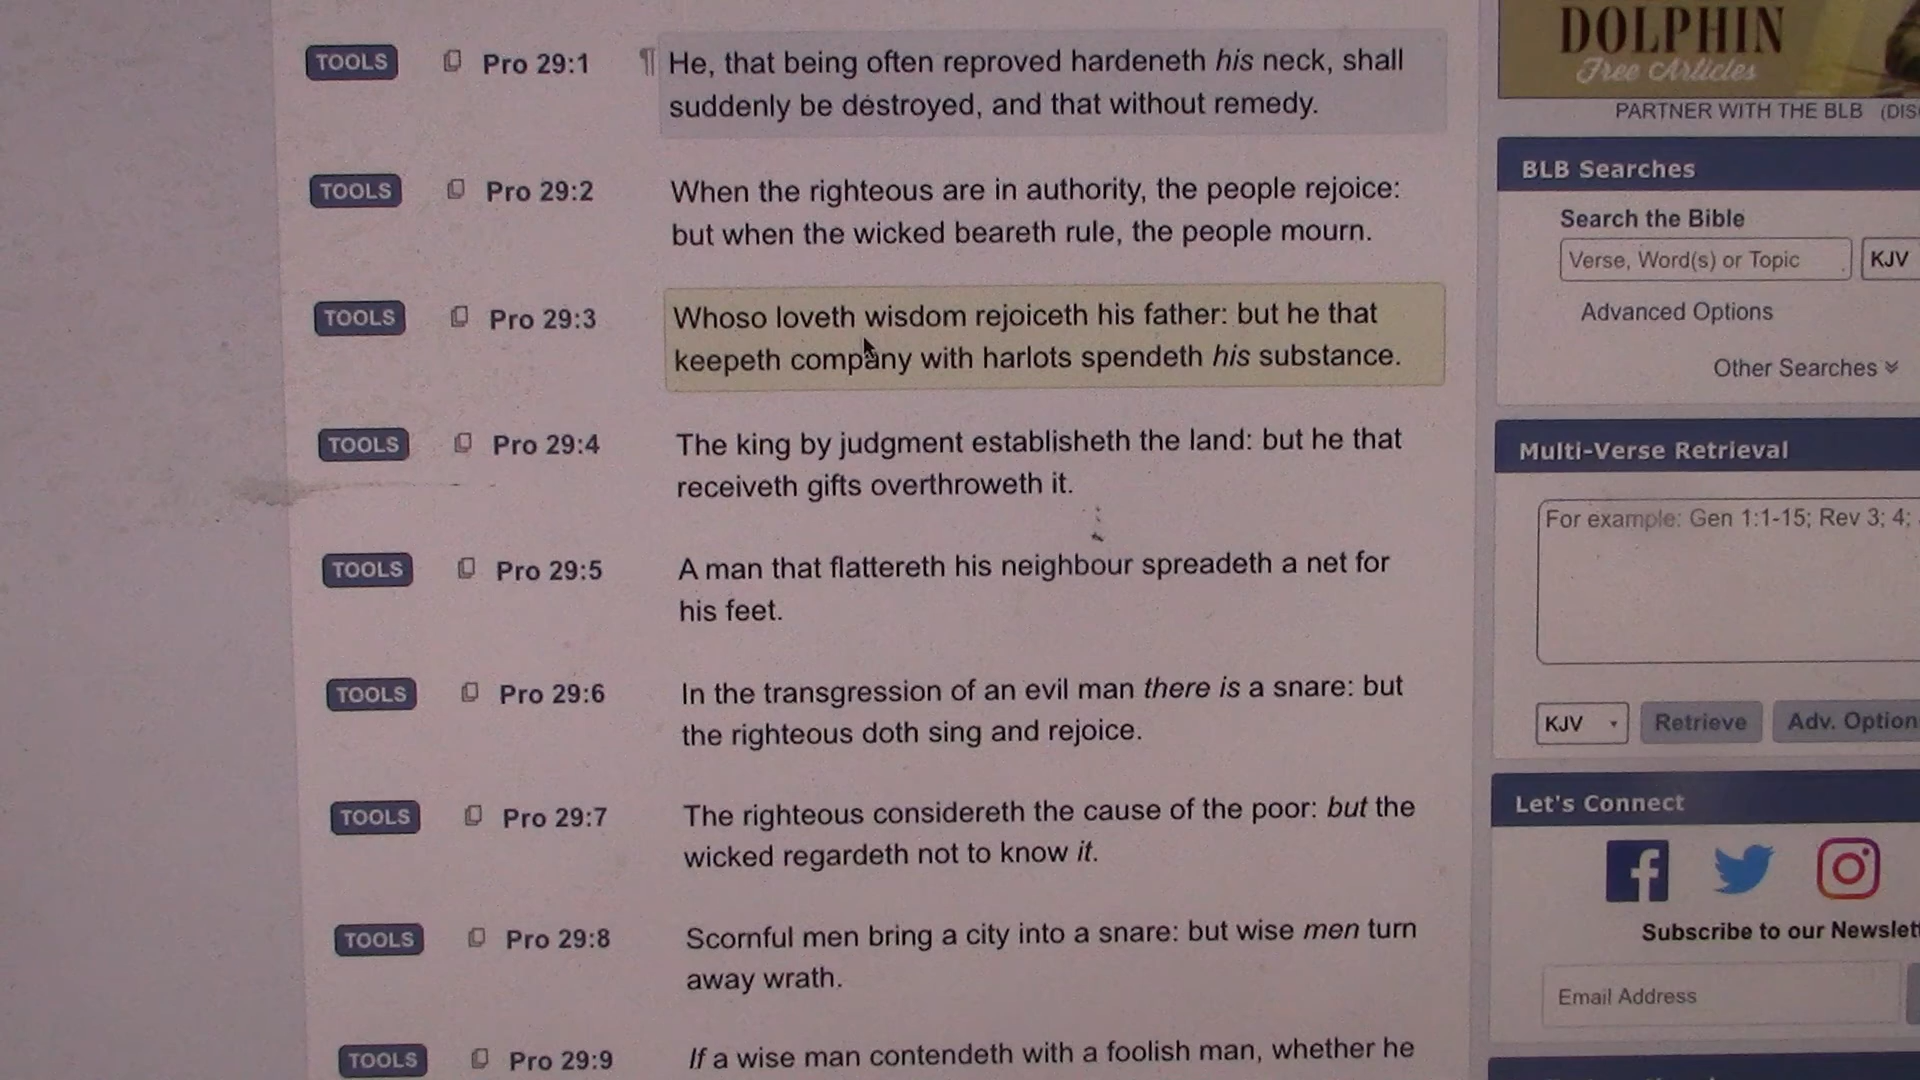 DOLPHIN
Free Articles
PARTNER WITH THE BLB (DIS
TOOLS Pro 29:1 ¶ He, that being often reproved hardeneth his neck, shall
suddenly be destroyed, and that without remedy.
TOOLS Pro 29:2 When the righteous are in authority, the people rejoice:
but when the wicked beareth rule, the people mourn.
TOOLS Pro 29:3 Whoso loveth wisdom rejoiceth his father: but he that
keepeth company with harlots spendeth his substance.
TOOLS Pro 29:4 The king by judgment establisheth the land: but he that
receiveth gifts overthroweth it.
TOOLS Pro 29:5 A man that flattereth his neighbour spreadeth a net for
his feet.
TOOLS Pro 29:6 In the transgression of an evil man there is a snare: but
the righteous doth sing and rejoice.
TOOLS Pro 29:7 The righteous considereth the cause of the poor: but the
wicked regardeth not to know it.
TOOLS Pro 29:8 Scornful men bring a city into a snare: but wise men turn
away wrath.
TOOLS Pro 29:9 If a wise man contendeth with a foolish man, whether he
BLB Searches
Search the Bible
Verse, Word(s) or Topic KJV
Advanced Options
Other Searches
Multi-Verse Retrieval
For example: Gen 1:1-15; Rev 3; 4;
KJV Retrieve Adv. Option
Let's Connect
Subscribe to our Newslett
Email Address